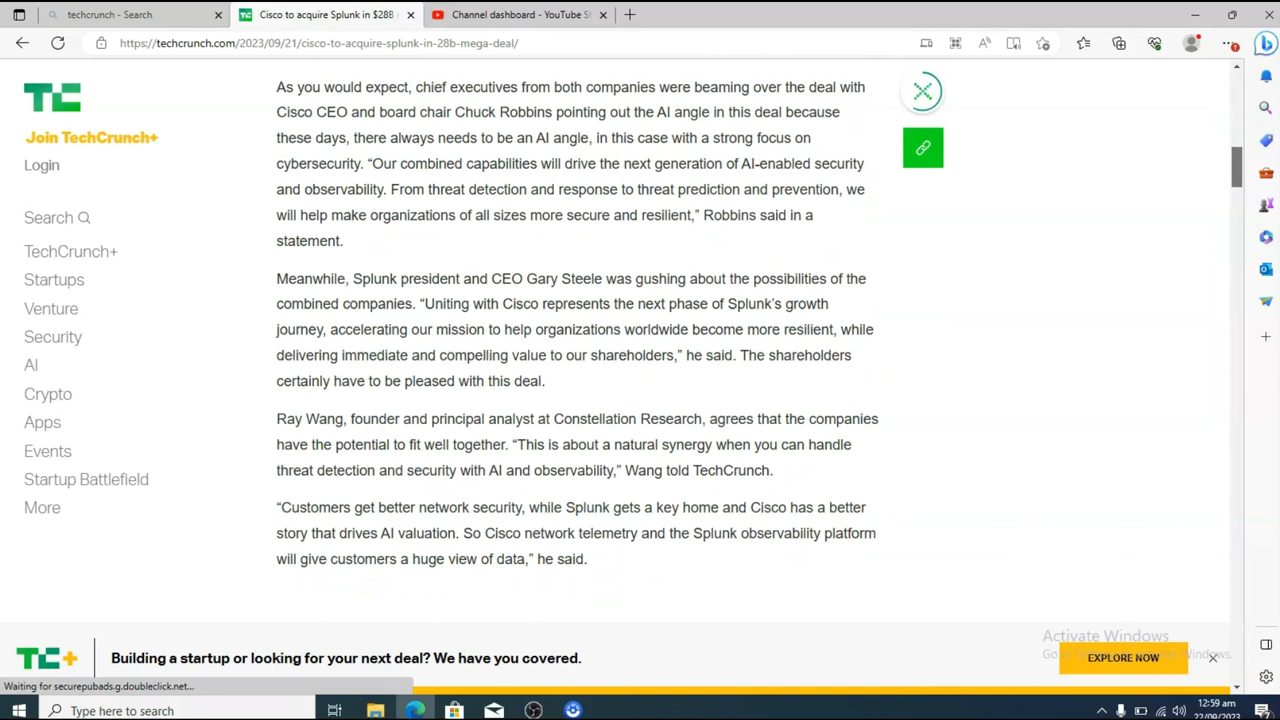 techcrunch - Search
Cisco to acquire Splunk in $28B
Channel dashboard - YouTube S
https://techcrunch.com/2023/09/21/cisco-to-acquire-splunk-in-28b-mega-deal/
TC
Join TechCrunch+
Login
Search
TechCrunch+
Startups
Venture
Security
AI
Crypto
Apps
Events
Startup Battlefield
More
As you would expect, chief executives from both companies were beaming over the deal with
Cisco CEO and board chair Chuck Robbins pointing out the AI angle in this deal because
these days, there always needs to be an AI angle, in this case with a strong focus on
cybersecurity. “Our combined capabilities will drive the next generation of AI-enabled security
and observability. From threat detection and response to threat prediction and prevention, we
will help make organizations of all sizes more secure and resilient,” Robbins said in a
statement.
Meanwhile, Splunk president and CEO Gary Steele was gushing about the possibilities of the
combined companies. “Uniting with Cisco represents the next phase of Splunk’s growth
journey, accelerating our mission to help organizations worldwide become more resilient, while
delivering immediate and compelling value to our shareholders,” he said. The shareholders
certainly have to be pleased with this deal.
Ray Wang, founder and principal analyst at Constellation Research, agrees that the companies
have the potential to fit well together. “This is about a natural synergy when you can handle
threat detection and security with AI and observability,” Wang told TechCrunch.
“Customers get better network security, while Splunk gets a key home and Cisco has a better
story that drives AI valuation. So Cisco network telemetry and the Splunk observability platform
will give customers a huge view of data,” he said.
TC+
Building a startup or looking for your next deal? We have you covered.
Activate Windows
EXPLORE NOW
Windows.
Waiting for securepubads.g.doubleclick.net...
Type here to search
12:59 am
22/09/2023